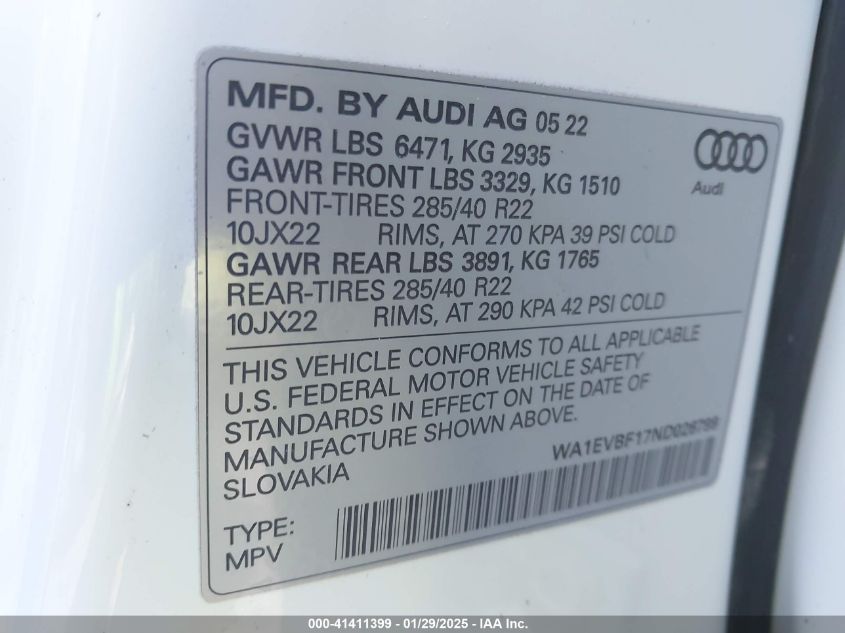 MFD. BY AUDI AG 05 22
GVWR LBS 6471, KG 2935
GAWR FRONT LBS 3329, KG 1510
FRONT-TIRES 285/40 R22
10JX22 RIMS, AT 270 KPA 39 PSI COLD
GAWR REAR LBS 3891, KG 1765
REAR-TIRES 285/40 R22
10JX22 RIMS, AT 290 KPA 42 PSI COLD
Audi
THIS VEHICLE CONFORMS TO ALL APPLICABLE
U.S. FEDERAL MOTOR VEHICLE SAFETY
STANDARDS IN EFFECT ON THE DATE OF
MANUFACTURE SHOWN ABOVE.
SLOVAKIA
TYPE:
MPV
000-41411399 - 01/29/2025 - IAA Inc.